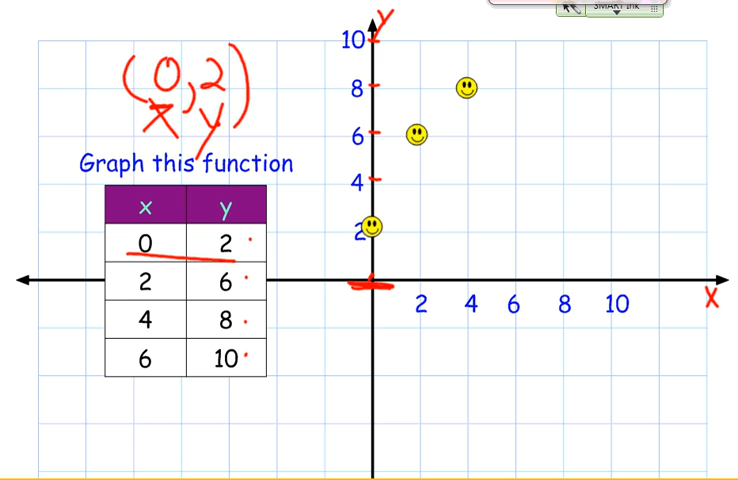 SMART Ink
y
(0,2)
x y
Graph this function
x y
0 2
2 6
4 8
6 10
10
8
6
4
2
2 4 6 8 10
x